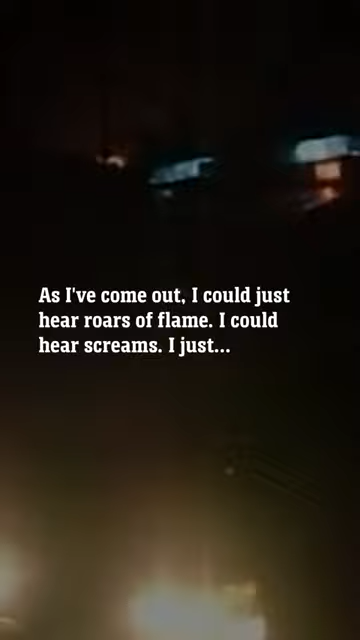 As I've come out, I could just
hear roars of flame. I could
hear screams. I just...